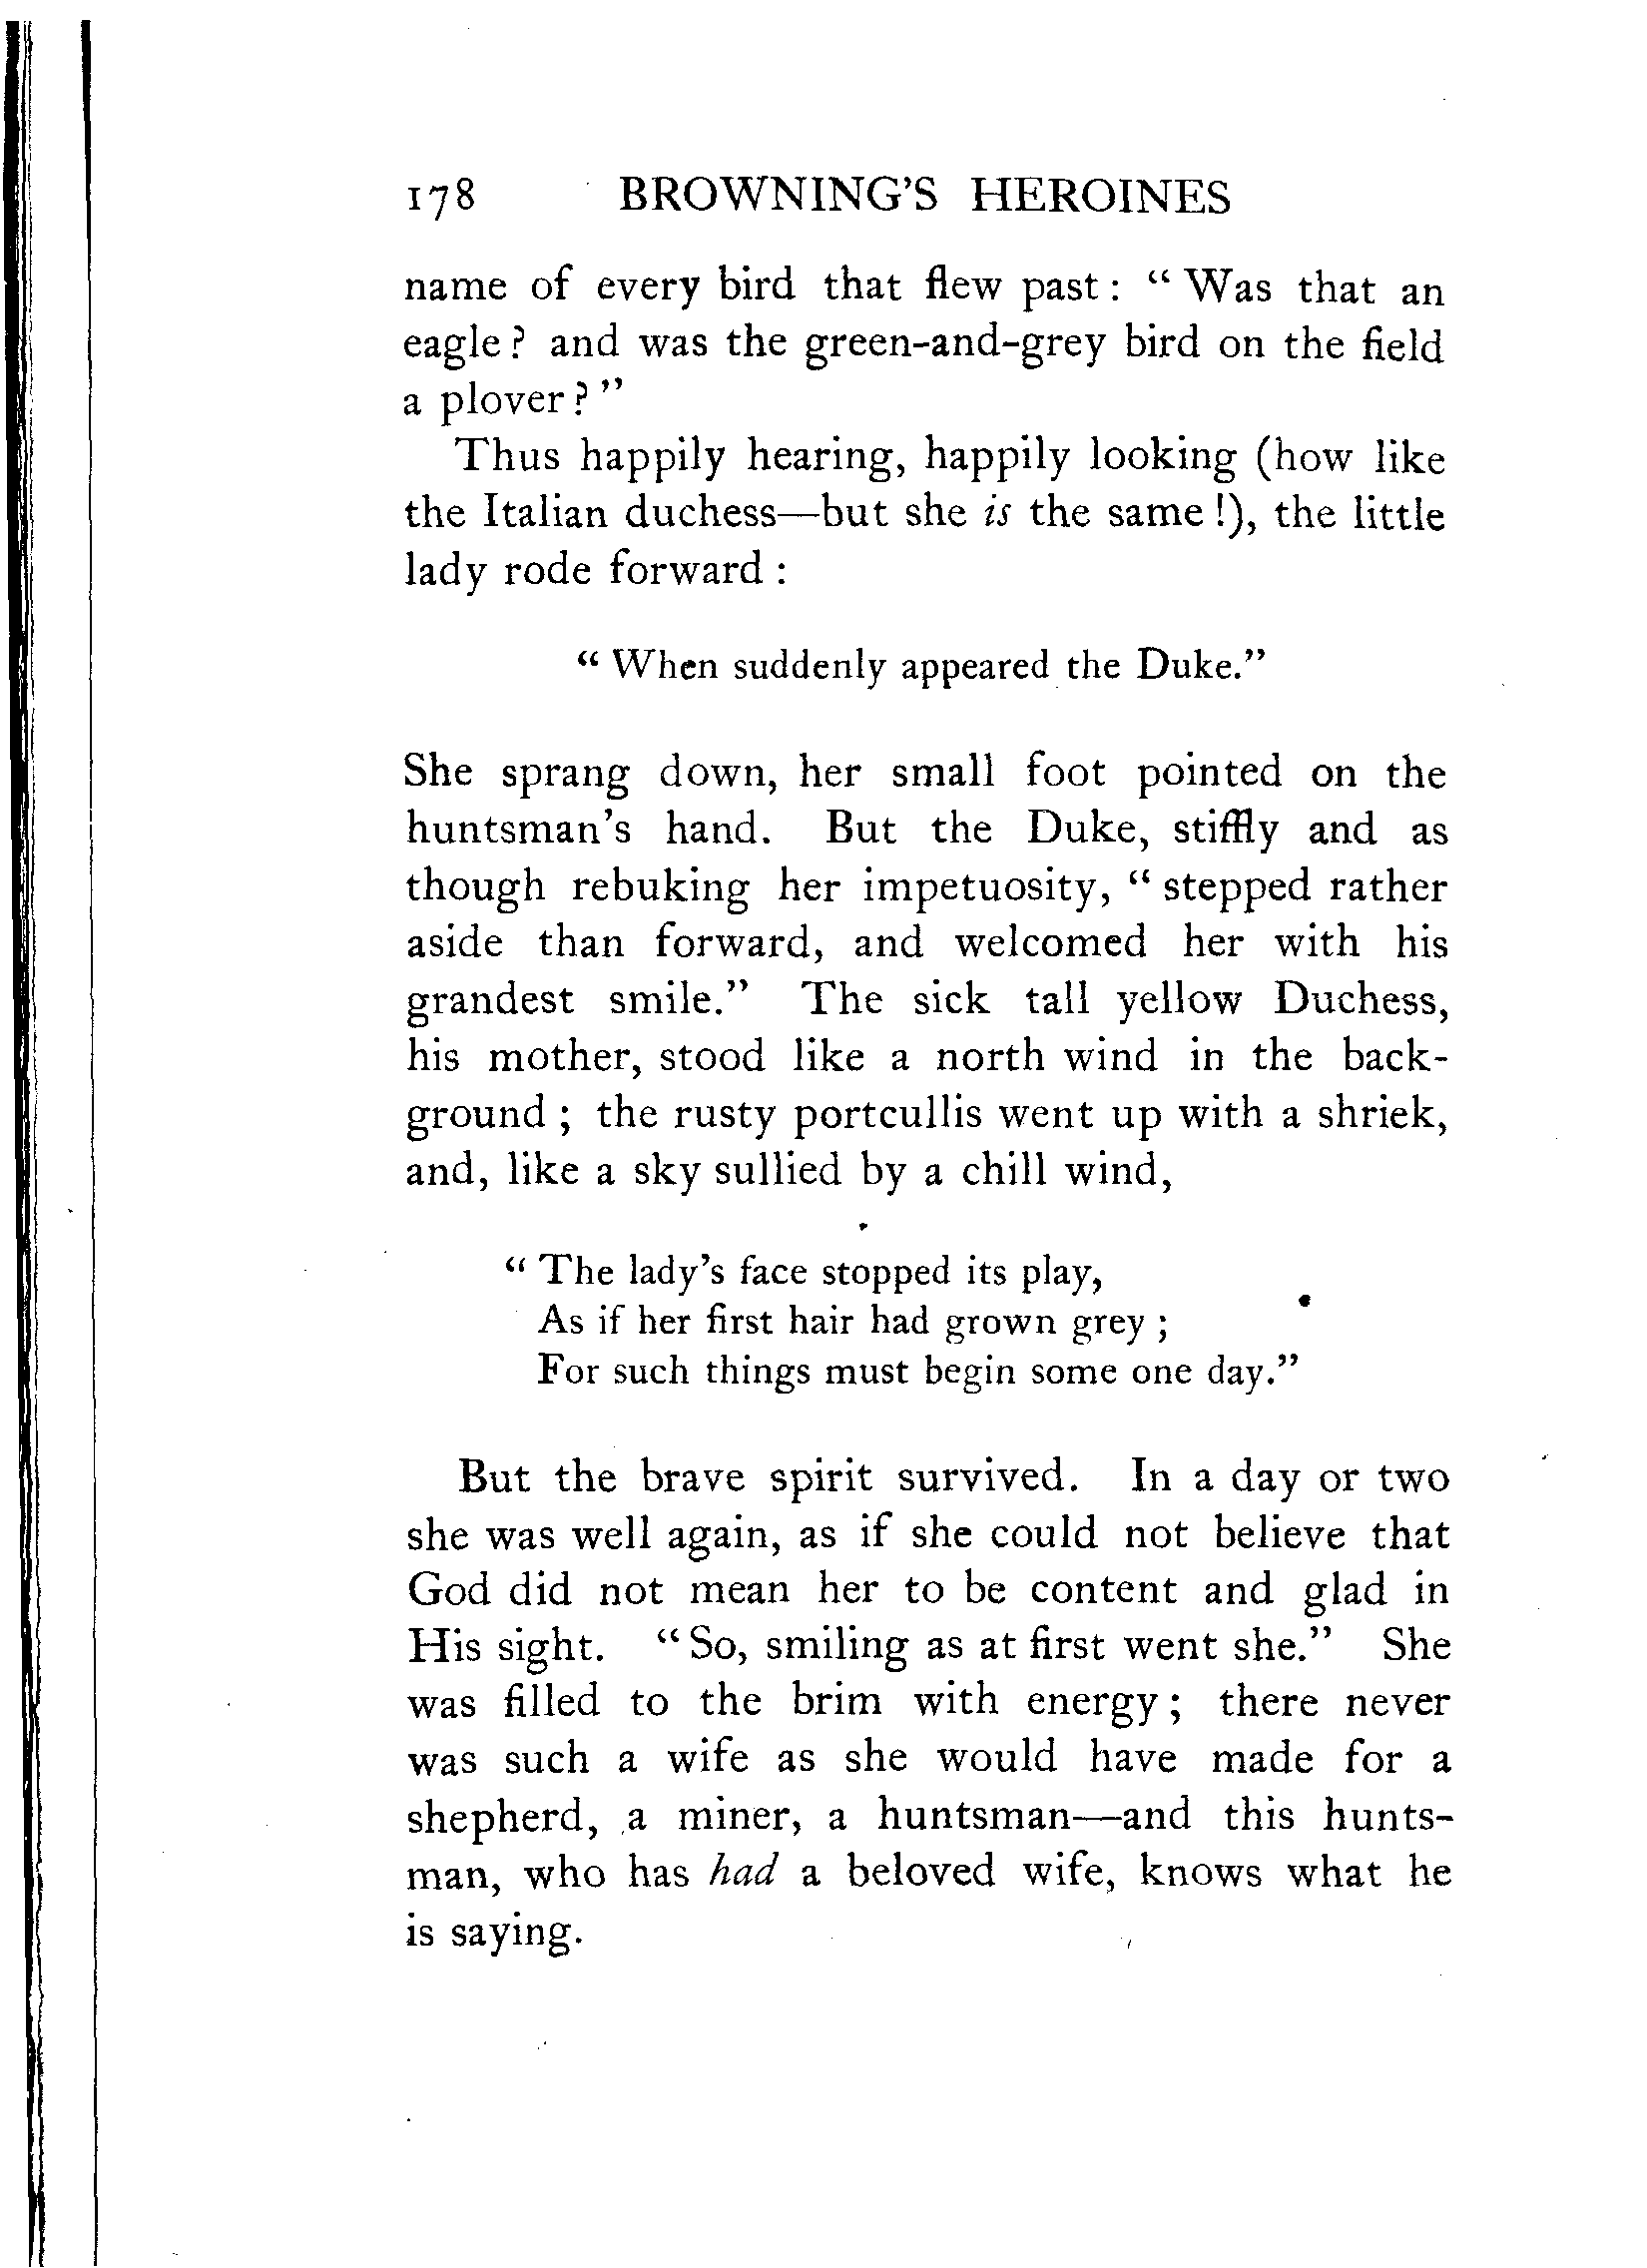 178 BROWNING'S HEROINES
name of every bird that flew past : " Was that an
eagle ? and was the green-and-grey bird on the field
a plover ? "
Thus happily hearing, happily looking (how like
the Italian duchess—but she is the same !), the little
lady rode forward :
" When suddenly appeared the Duke."
She sprang down, her small foot pointed on the
huntsman's hand. But the Duke, stiffly and as
though rebuking her impetuosity, " stepped rather
aside than forward, and welcomed her with his
grandest smile." The sick tall yellow Duchess,
his mother, stood like a north wind in the back-
ground ; the rusty portcullis went up with a shriek,
and, like a sky sullied by a chill wind,
" The lady's face stopped its play,
As if her first hair had grown grey ;
For such things must begin some one day."
But the brave spirit survived. In a day or two
she was well again, as if she could not believe that
God did not mean her to be content and glad in
His sight. " So, smiling as at first went she." She
was filled to the brim with energy ; there never
was such a wife as she would have made for a
shepherd, a miner, a huntsman—and this hunts-
man, who has had a beloved wife, knows what he
is saying.